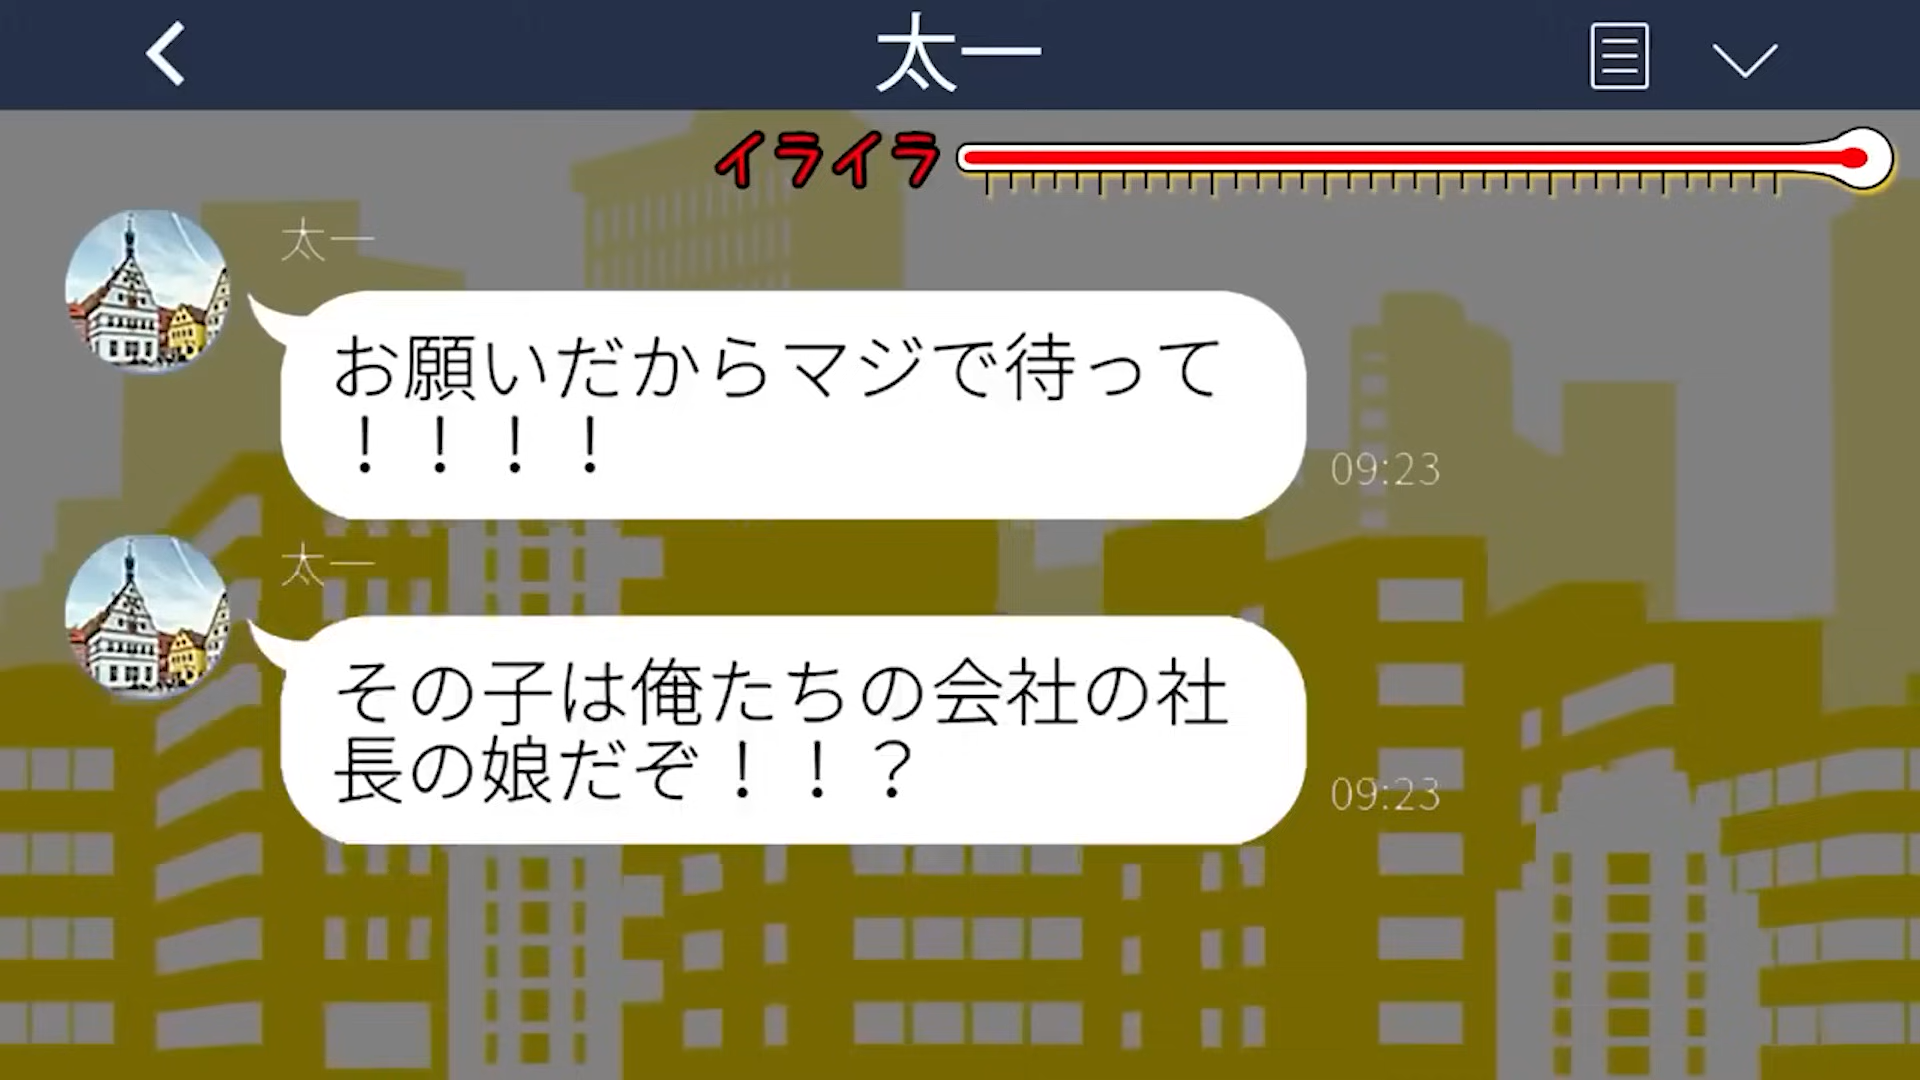 太一
イライラ
太一
お願いだからマジで待って
！！！！
09:23
太一
その子は俺たちの会社の社
長の娘だぞ！！？
09:23